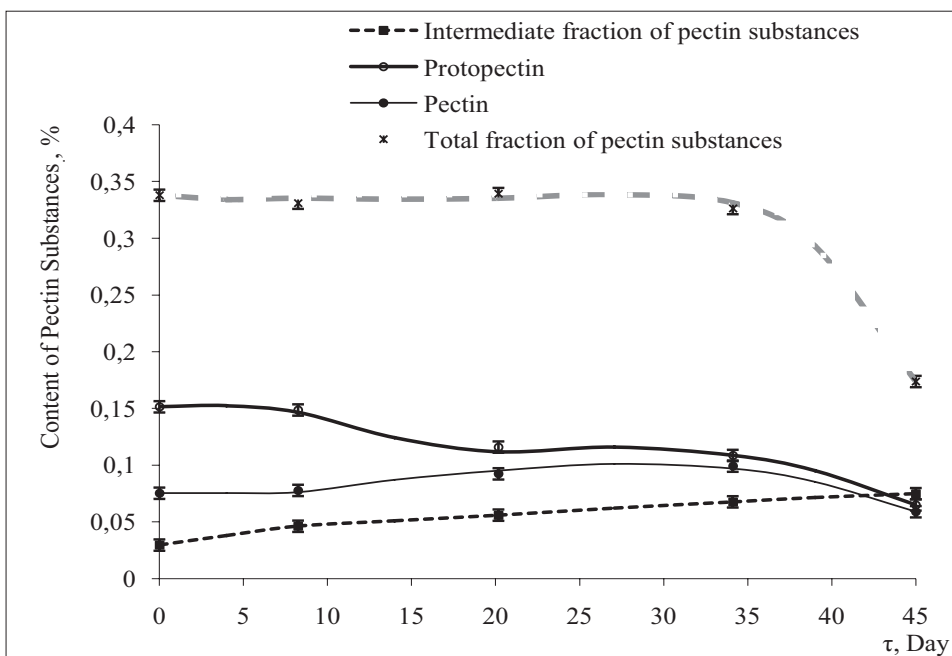 Intermediate fraction of pectin substances
Protopectin
Pectin
Total fraction of pectin substances
Content of Pectin Substances, %
0,4
0,35
0,3
0,25
0,2
0,15
0,1
0,05
0
0 5 10 15 20 25 30 35 40 45
τ, Day